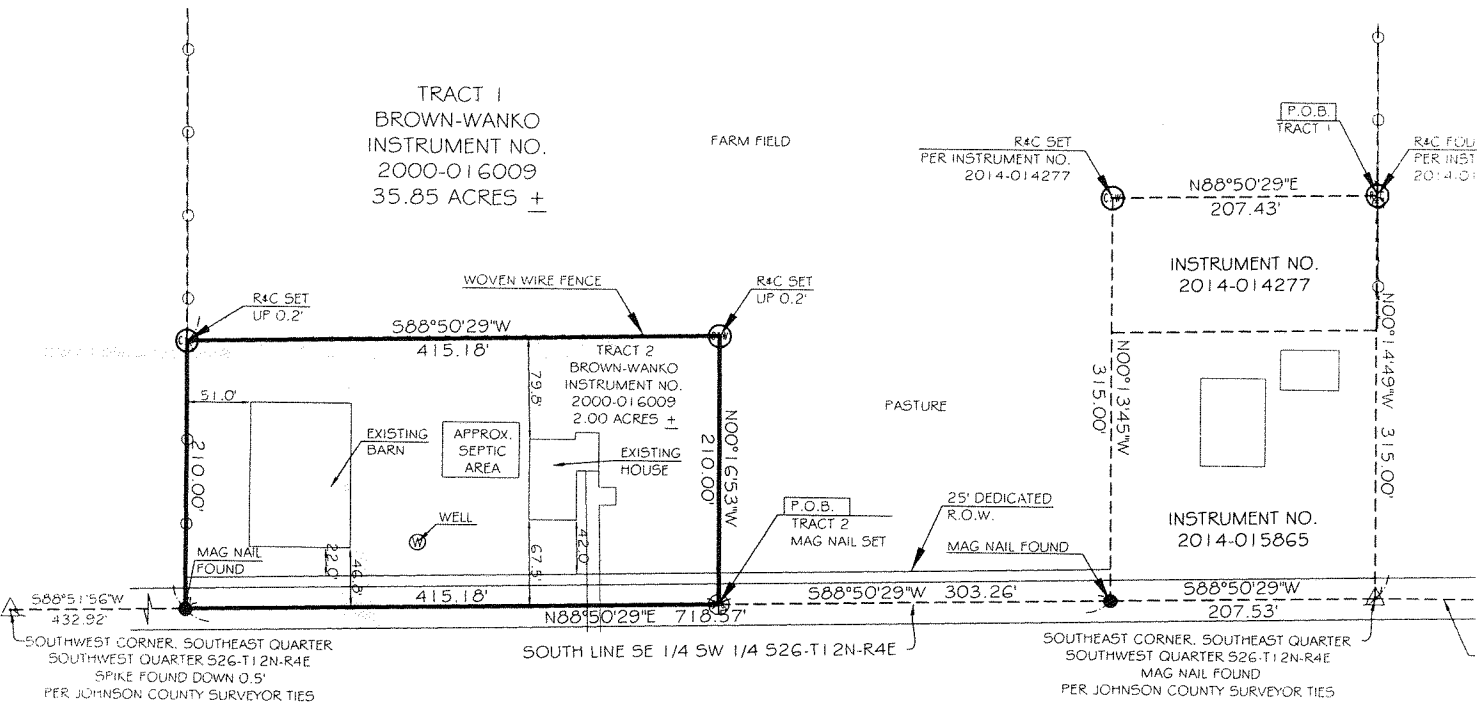 TRACT 1
BROWN-WANKO
INSTRUMENT NO.
2000-016009
35.85 ACRES ±
FARM FIELD
P.O.B.
TRACT 1
R&C SET
PER INSTRUMENT NO.
2014-014277
R&C FOU
PER INST
2014-01
N88°50'29"E
207.43'
INSTRUMENT NO.
2014-014277
R&C SET
UP 0.2'
WOVEN WIRE FENCE
R&C SET
UP 0.2'
S88°50'29"W
415.18'
TRACT 2
BROWN-WANKO
INSTRUMENT NO.
2000-016009
2.00 ACRES ±
79.8'
51.0'
210.00'
EXISTING
BARN
APPROX.
SEPTIC
AREA
EXISTING
HOUSE
N00°16'53"W
210.00'
PASTURE
N00°13'45"W
315.00'
N00°14'49"W 315.00'
P.O.B.
TRACT 2
MAG NAIL SET
25' DEDICATED
R.O.W.
MAG NAIL FOUND
INSTRUMENT NO.
2014-015865
W
WELL
MAG NAIL
FOUND
22.0'
46.8'
67.5'
42.0'
415.18'
S88°51'56"W
432.92'
N88°50'29"E 718.57'
S88°50'29"W 303.26'
S88°50'29"W
207.53'
SOUTHWEST CORNER, SOUTHEAST QUARTER
SOUTHWEST QUARTER S26-T12N-R4E
SPIKE FOUND DOWN 0.5'
PER JOHNSON COUNTY SURVEYOR TIES
SOUTH LINE SE 1/4 SW 1/4 S26-T12N-R4E
SOUTHEAST CORNER, SOUTHEAST QUARTER
SOUTHWEST QUARTER S26-T12N-R4E
MAG NAIL FOUND
PER JOHNSON COUNTY SURVEYOR TIES